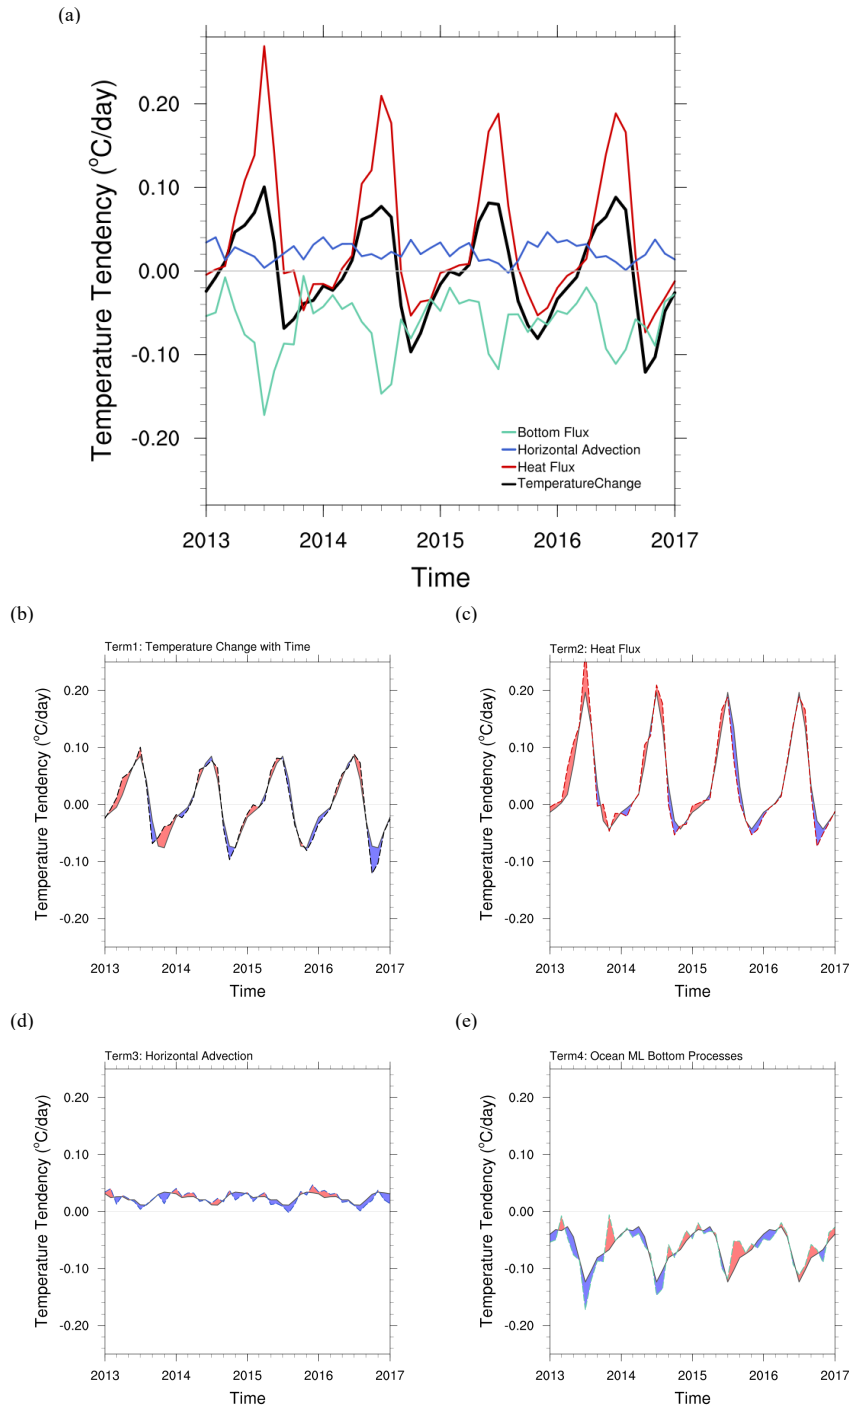 (a)
Temperature Tendency (°C/day)
0.20
0.10
0.00
-0.10
-0.20
Bottom Flux
Horizontal Advection
Heat Flux
TemperatureChange
2013 2014 2015 2016 2017
Time
(b)
Term1: Temperature Change with Time
Temperature Tendency (°C/day)
0.20
0.10
0.00
-0.10
-0.20
2013 2014 2015 2016 2017
Time
(c)
Term2: Heat Flux
Temperature Tendency (°C/day)
0.20
0.10
0.00
-0.10
-0.20
2013 2014 2015 2016 2017
Time
(d)
Term3: Horizontal Advection
Temperature Tendency (°C/day)
0.20
0.10
0.00
-0.10
-0.20
2013 2014 2015 2016 2017
Time
(e)
Term4: Ocean ML Bottom Processes
Temperature Tendency (°C/day)
0.20
0.10
0.00
-0.10
-0.20
2013 2014 2015 2016 2017
Time